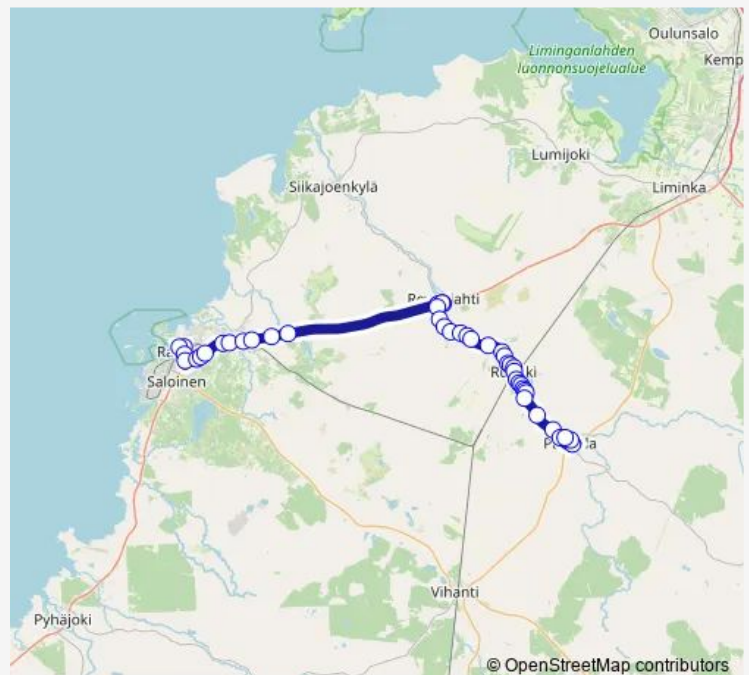 Oulunsalo
Liminganlahden
luonnonsuojelualue
Kemp
Lumijoki
Siikajoenkylä
Liminka
Saloinen
Vihanti
Pyhäjoki
© OpenStreetMap contributors